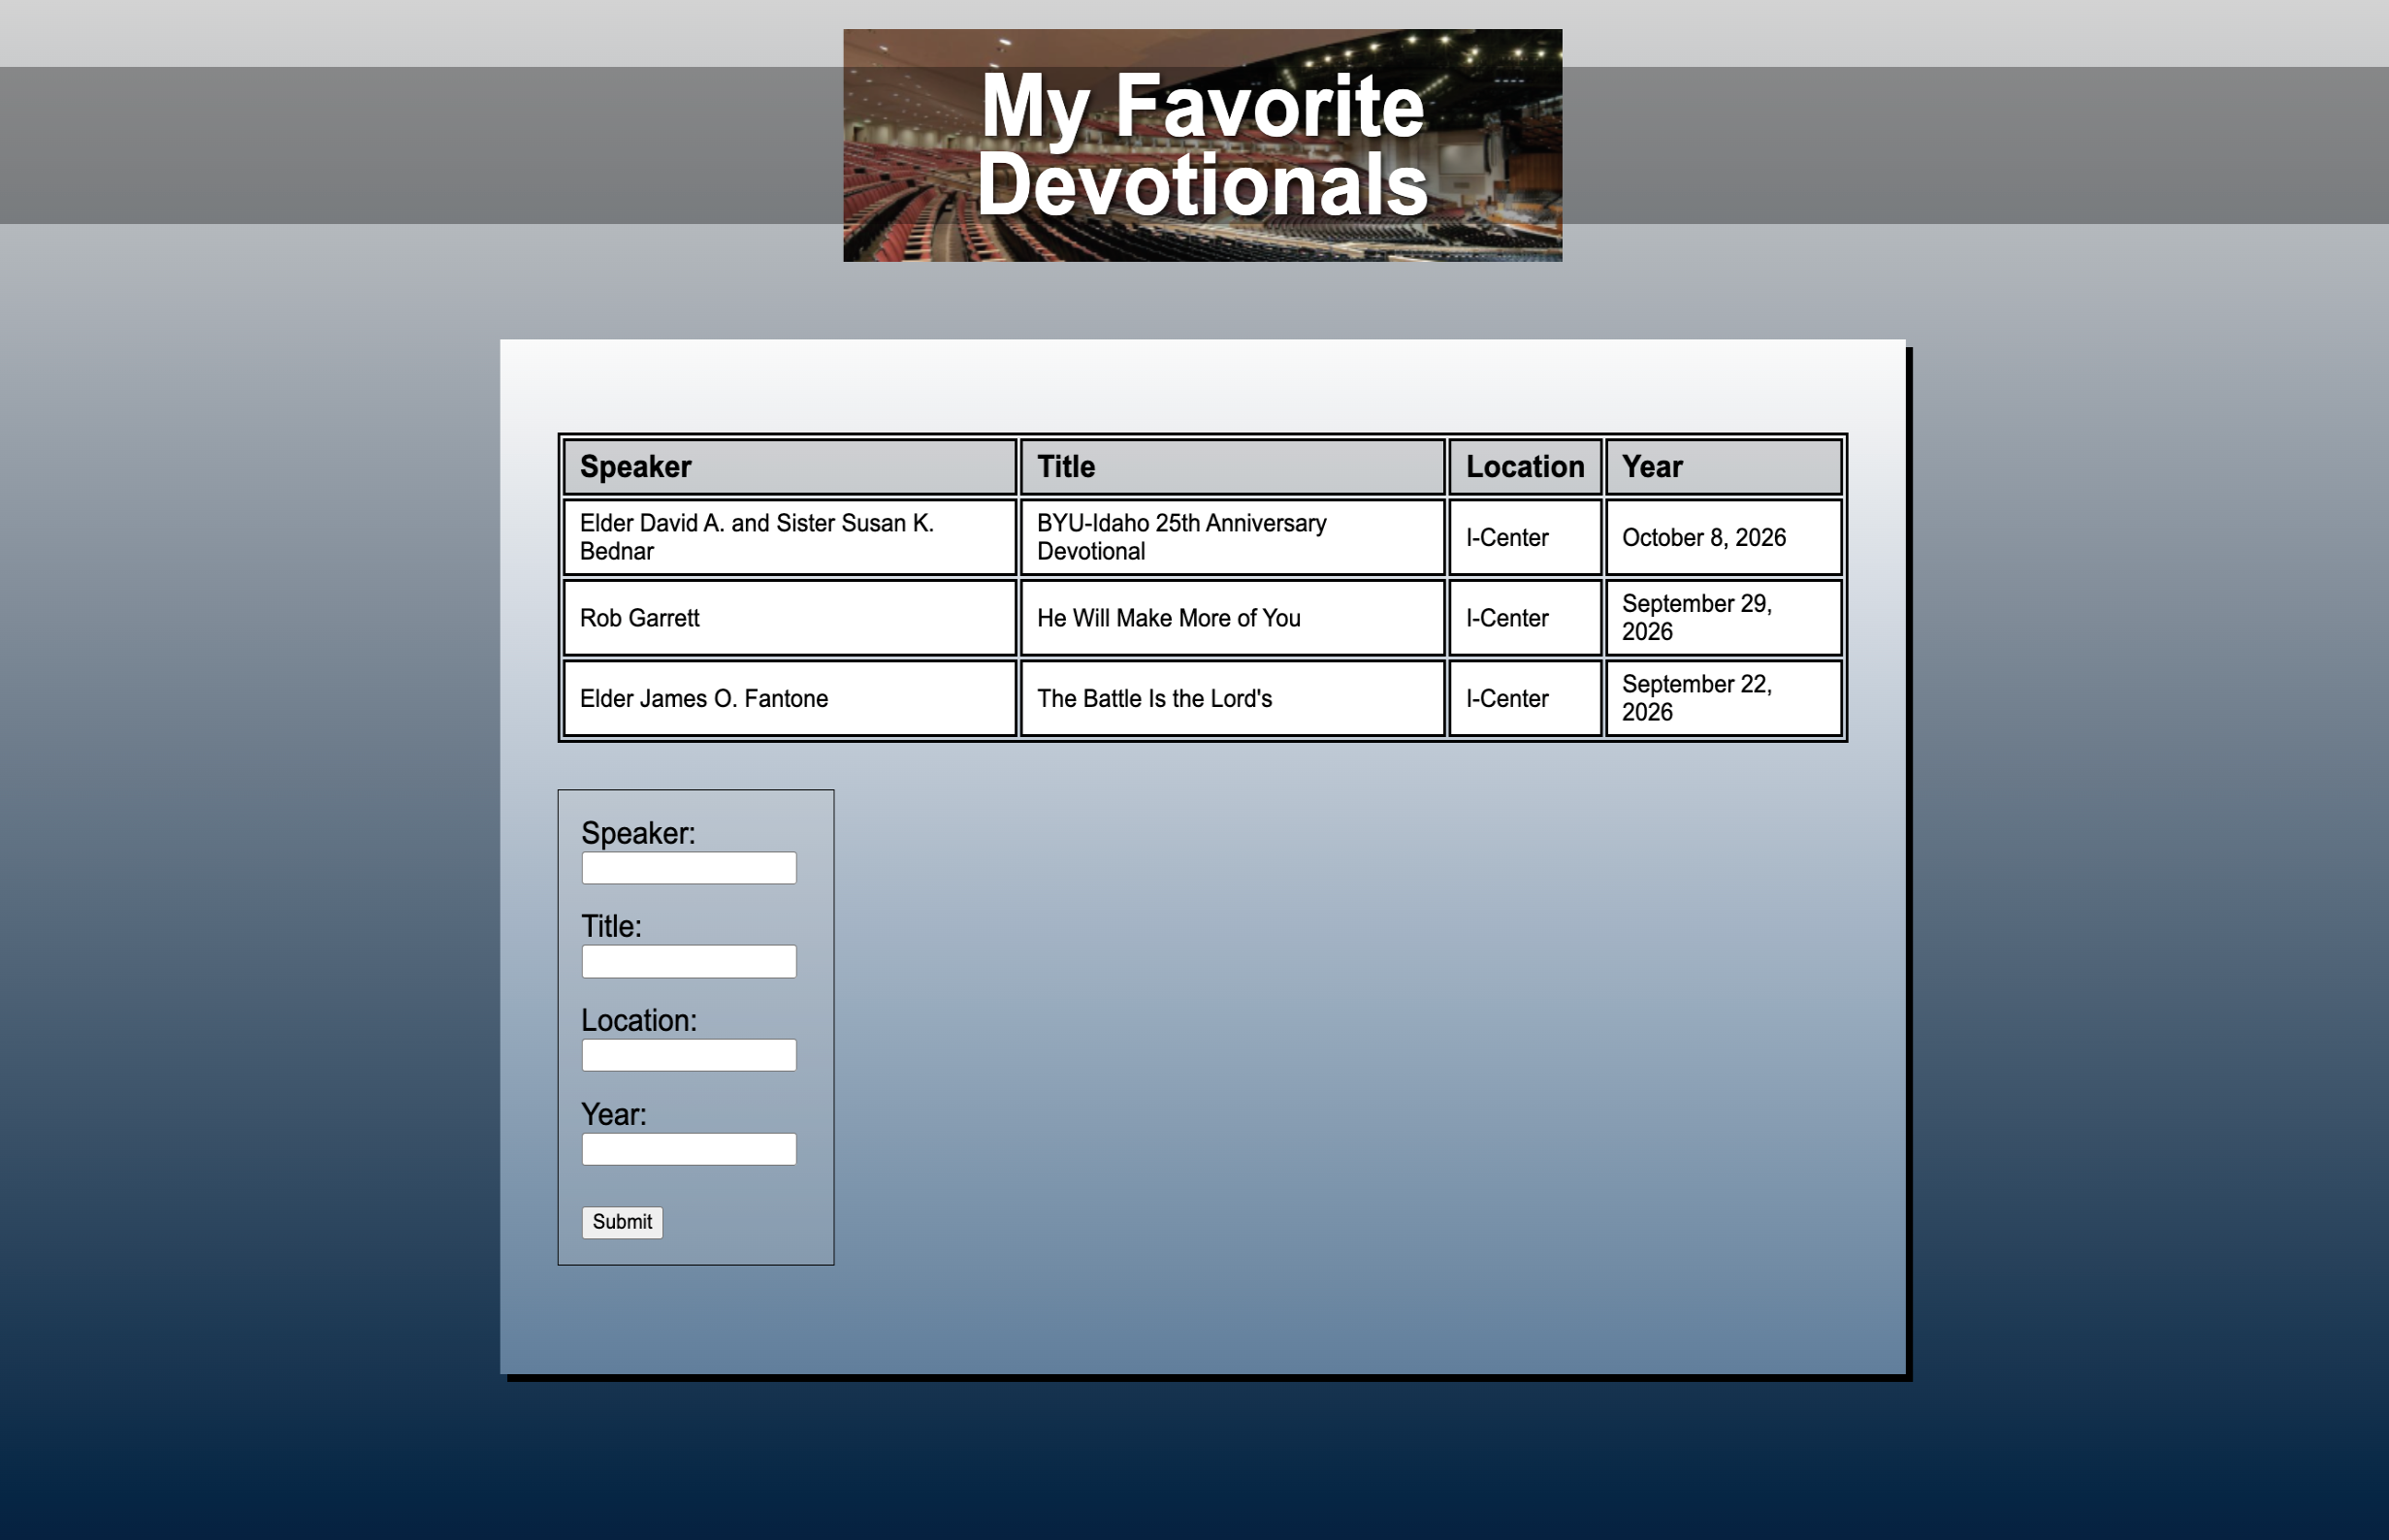 My Favorite
Devotionals
Speaker Title Location Year
Elder David A. and Sister Susan K.
Bednar
BYU-Idaho 25th Anniversary
Devotional
I-Center
October 8, 2026
Rob Garrett
He Will Make More of You
I-Center
September 29,
2026
Elder James O. Fantone
The Battle Is the Lord's
I-Center
September 22,
2026
Speaker:
Title:
Location:
Year:
Submit